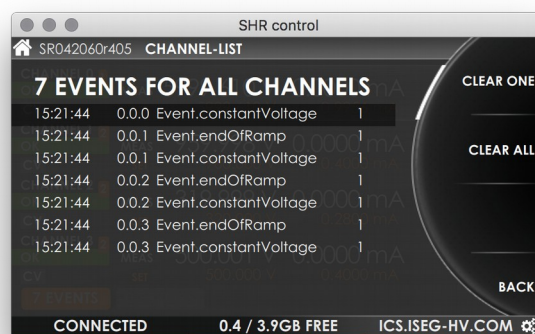 SHR control
SR042060r405 CHANNEL-LIST
7 EVENTS FOR ALL CHANNELS
15:21:44 0.0.0 Event.constantVoltage 1
15:21:44 0.0.1 Event.endOfRamp 1
15:21:44 0.0.1 Event.constantVoltage 1
15:21:44 0.0.2 Event.endOfRamp 1
15:21:44 0.0.2 Event.constantVoltage 1
15:21:44 0.0.3 Event.endOfRamp 1
15:21:44 0.0.3 Event.constantVoltage 1
7 EVENTS
CLEAR ONE
CLEAR ALL
BACK
CONNECTED 0.4 / 3.9GB FREE ICS.ISEG-HV.COM